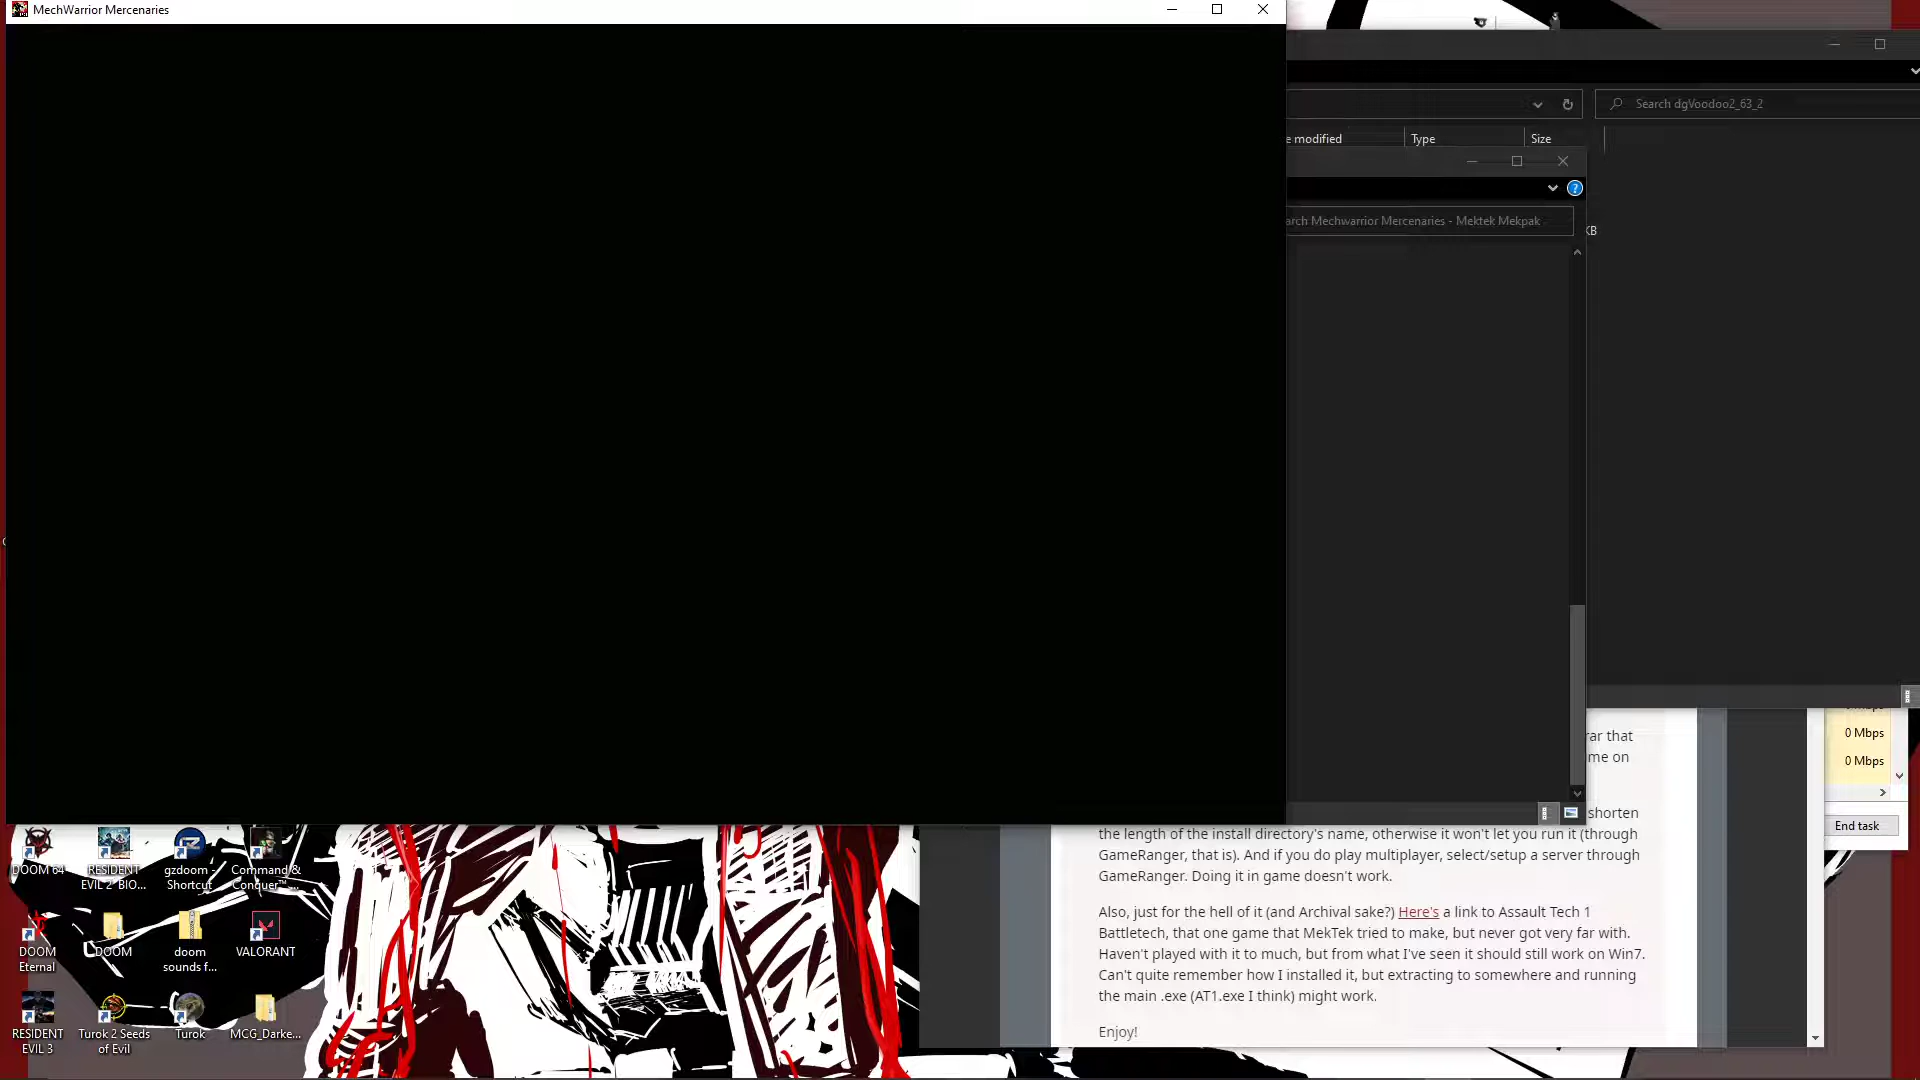 MechWarrior Mercenaries
Search dgVoodoo2_63_2
e modified
Type
Size
arch Mechwarrior Mercenaries - Mektek Mekpak
KB
rar that
me on
0 Mbps
0 Mbps
shorten
the length of the install directory's name, otherwise it won't let you run it (through
GameRanger, that is). And if you do play multiplayer, select/setup a server through
GameRanger. Doing it in game doesn't work.
Also, just for the hell of it (and Archival sake?) Here's a link to Assault Tech 1
Battletech, that one game that MekTek tried to make, but never got very far with.
Haven't played with it to much, but from what I've seen it should still work on Win7.
Can't quite remember how I installed it, but extracting to somewhere and running
the main .exe (AT1.exe I think) might work.
Enjoy!
End task
DOOM 64
RESIDENT
EVIL 2 BIO...
gzdoom -
Shortcut
Command &
Conquer™...
DOOM
Eternal
DOOM
doom
sounds f...
VALORANT
RESIDENT
EVIL 3
Turok 2 Seeds
of Evil
Turok
MCG_Darke...